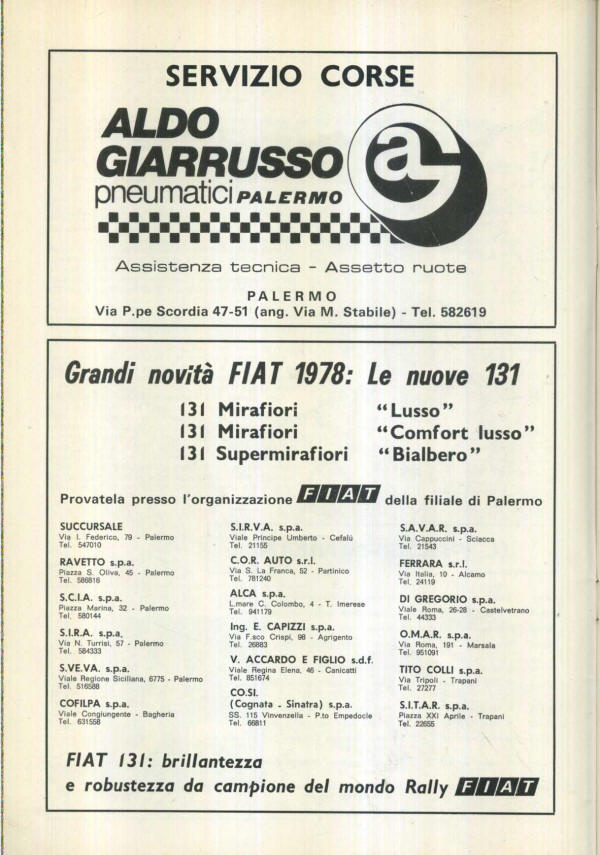 SERVIZIO CORSE
ALDO
GIARRUSSO
pneumatici PALERMO
aG
Assistenza tecnica - Assetto ruote
PALERMO
Via P.pe Scordia 47-51 (ang. Via M. Stabile) - Tel. 582619
Grandi novità FIAT 1978: Le nuove 131
131 Mirafiori "Lusso"
131 Mirafiori "Comfort lusso"
131 Supermirafiori "Bialbero"
Provatela presso l'organizzazione FIAT della filiale di Palermo
SUCCURSALE
Via I. Federico, 79 - Palermo
Tel. 547010
RAVETTO s.p.a.
Piazza S. Oliva, 45 - Palermo
Tel. 586816
S.C.I.A. s.p.a.
Piazza Marina, 32 - Palermo
Tel. 580144
S.I.R.A. s.p.a,
Via N. Turrisi, 57 - Palermo
Tel. 584333
S.VE.VA. s.p.a.
Viale Regione Siciliana, 6775 - Palermo
Tel. 516588
COFILPA s.p.a.
Viale Congiungente - Bagheria
Tel. 631558
S.I.R.V.A. s.p.a.
Viale Principe Umberto - Cefalù
Tel. 21155
C.O.R. AUTO s.r.l.
Via S. La Franca, 52 - Partinico
Tel. 781240
ALCA s.p.a.
L.mare C. Colombo, 4 - T. Imerese
Tel. 941179
Ing. E. CAPIZZI s.p.a.
Via F.sco Crispi, 98 - Agrigento
Tel. 26883
V. ACCARDO E FIGLIO s.d.f.
Viale Regina Elena, 46 - Canicattì
Tel. 851674
CO.SI.
(Cognata - Sinatra) s.p.a.
SS. 115 Vinvenzella - P.to Empedocle
Tel. 66811
S.A.V.A.R. s.p.a.
Via Cappuccini - Sciacca
Tel. 21543
FERRARA s.r.l.
Via Italia, 10 - Alcamo
Tel. 24119
DI GREGORIO s.p.a.
Viale Roma, 26-28 - Castelvetrano
Tel. 44333
O.M.A.R. s.p.a.
Via Roma, 191 - Marsala
Tel. 951091
TITO COLLI s.p.a.
Via Tripoli - Trapani
Tel. 27277
S.I.T.A.R. s.p.a.
Piazza XXI Aprile - Trapani
Tel. 22655
FIAT 131: brillantezza
e robustezza da campione del mondo Rally FIAT